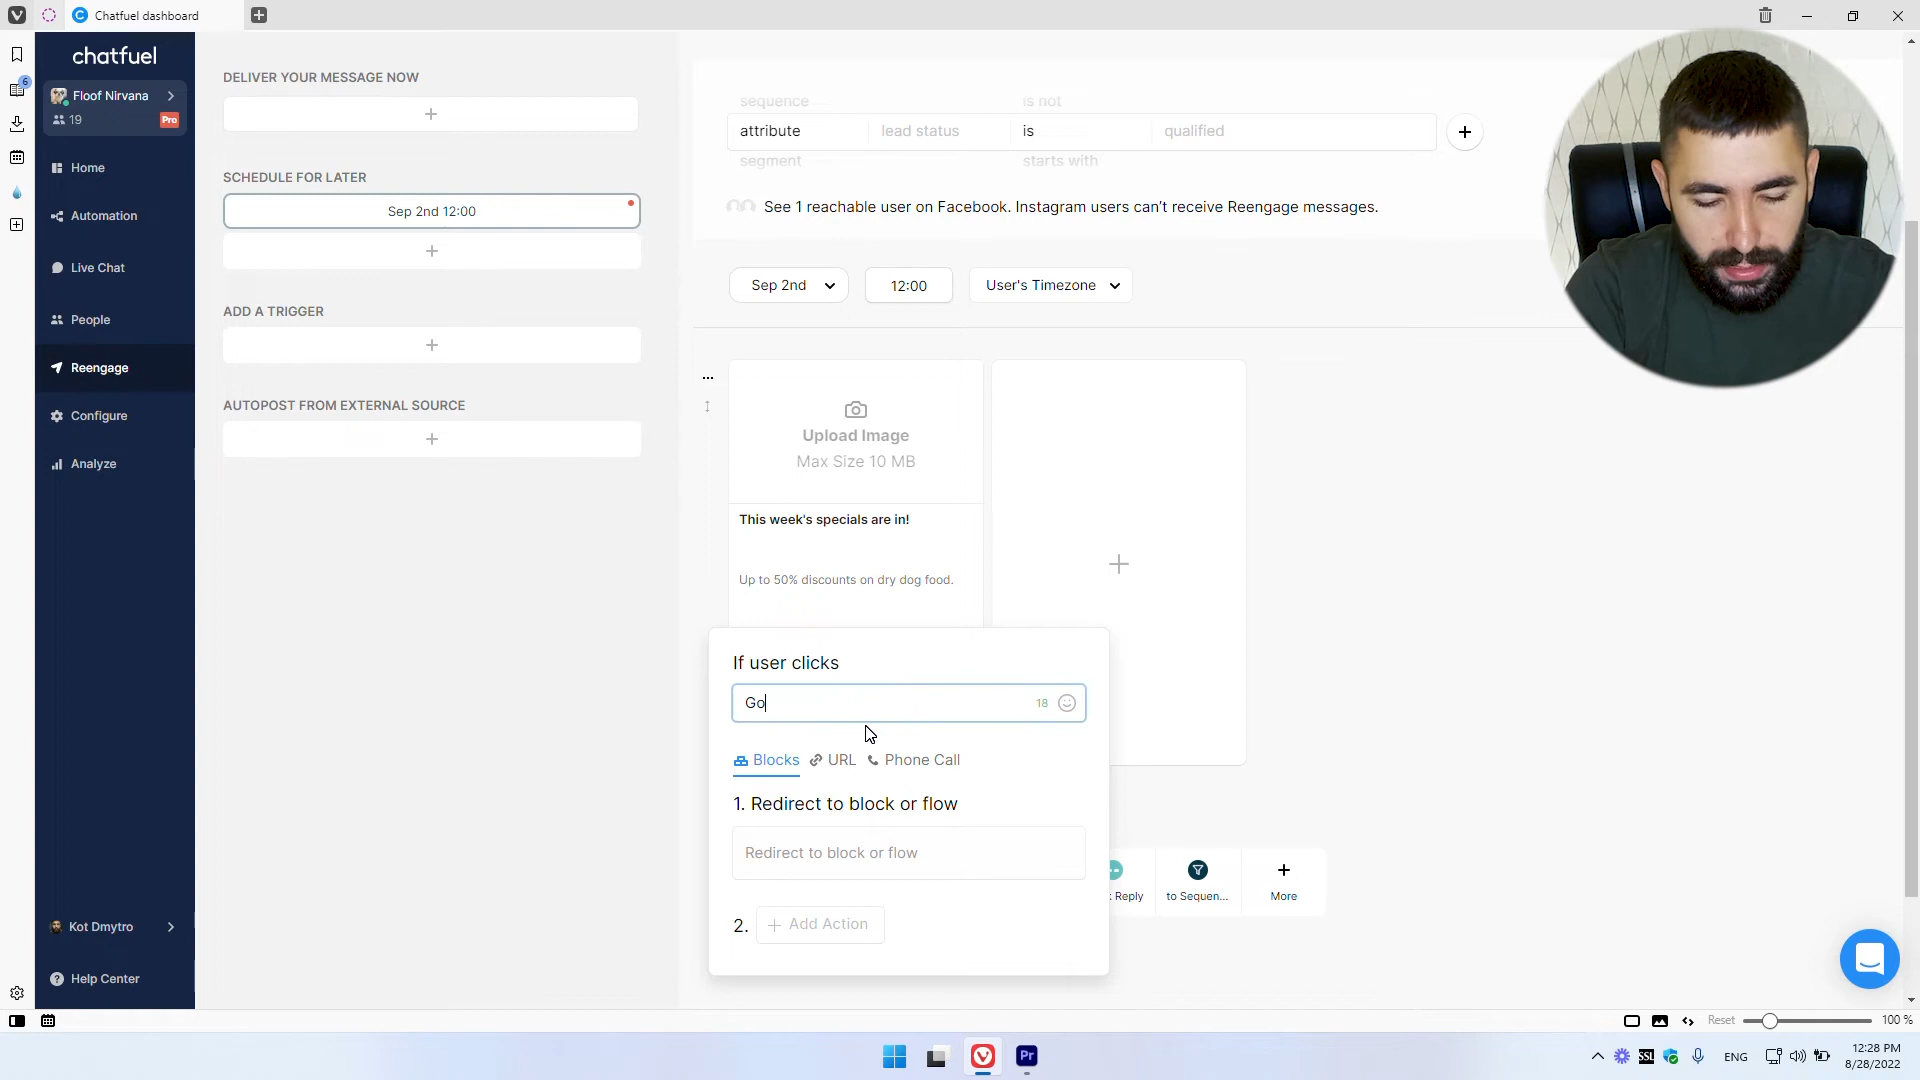 Chatfuel dashboard
6
chatfuel
Floof Nirvana
19
Pro
Home
Automation
Live Chat
People
Reengage
Configure
Analyze
Kot Dmytro
Help Center
DELIVER YOUR MESSAGE NOW
SCHEDULE FOR LATER
Sep 2nd 12:00
ADD A TRIGGER
AUTOPOST FROM EXTERNAL SOURCE
sequence is not
attribute lead status is qualified
segment starts with
See 1 reachable user on Facebook. Instagram users can't receive Reengage messages.
Sep 2nd 12:00 User's Timezone
Upload Image
Max Size 10 MB
This week's specials are in!
Up to 50% discounts on dry dog food.
If user clicks
Go 18
Blocks URL Phone Call
1. Redirect to block or flow
Redirect to block or flow
2. + Add Action
Reply to Sequen... More
Reset 100 %
Pr
SSL
ENG
12:28 PM
8/28/2022